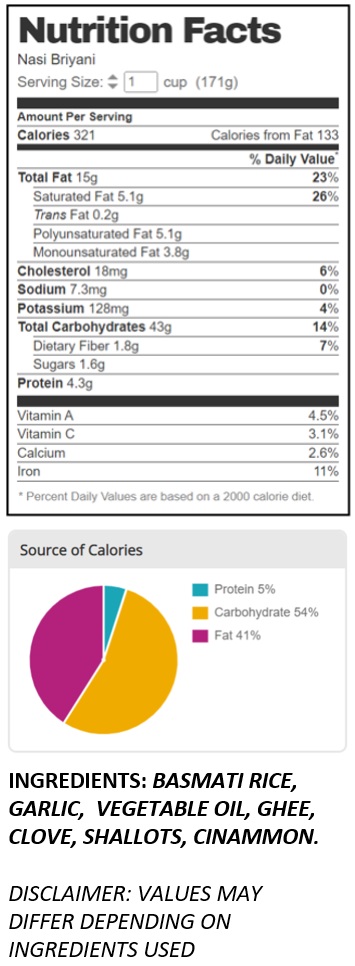 Nutrition Facts
Nasi Briyani
Serving Size: 1 cup (171g)
Amount Per Serving
Calories 321 Calories from Fat 133
% Daily Value*
Total Fat 15g 23%
Saturated Fat 5.1g 26%
Trans Fat 0.2g
Polyunsaturated Fat 5.1g
Monounsaturated Fat 3.8g
Cholesterol 18mg 6%
Sodium 7.3mg 0%
Potassium 128mg 4%
Total Carbohydrates 43g 14%
Dietary Fiber 1.8g 7%
Sugars 1.6g
Protein 4.3g
Vitamin A 4.5%
Vitamin C 3.1%
Calcium 2.6%
Iron 11%
* Percent Daily Values are based on a 2000 calorie diet.
Source of Calories
Protein 5%
Carbohydrate 54%
Fat 41%
INGREDIENTS: BASMATI RICE,
GARLIC, VEGETABLE OIL, GHEE,
CLOVE, SHALLOTS, CINAMMON.
DISCLAIMER: VALUES MAY
DIFFER DEPENDING ON
INGREDIENTS USED